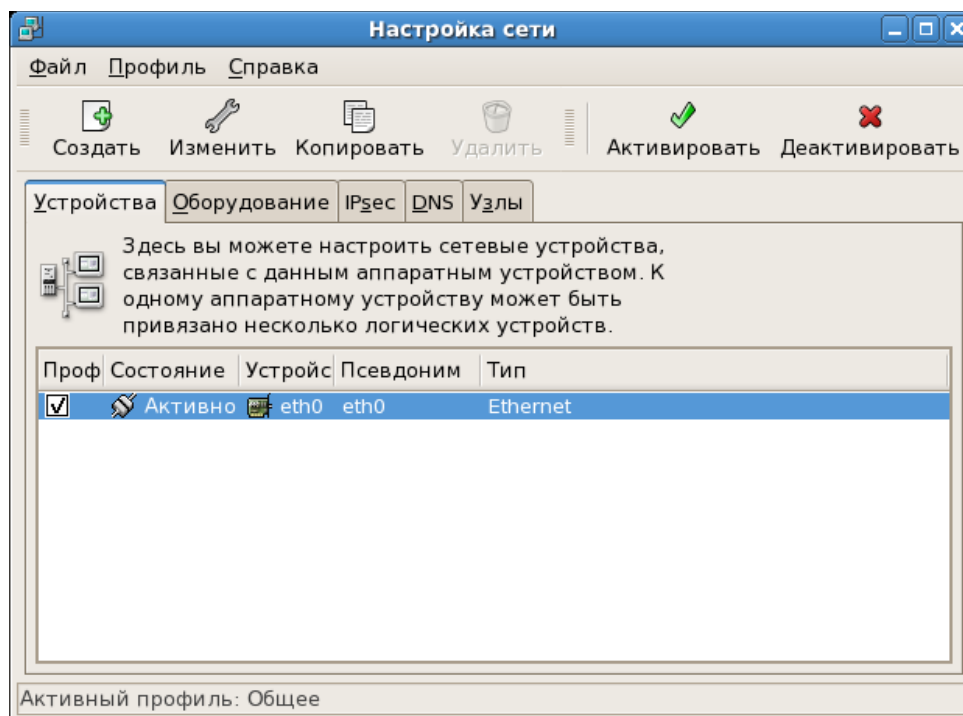 Настройка сети
Файл Профиль Справка
Создать Изменить Копировать Удалить Активировать Деактивировать
Устройства Оборудование IPsec DNS Узлы
Здесь вы можете настроить сетевые устройства,
связанные с данным аппаратным устройством. К
одному аппаратному устройству может быть
привязано несколько логических устройств.
Проф Состояние Устройс Псевдоним Тип
Активно eth0 eth0 Ethernet
Активный профиль: Общее